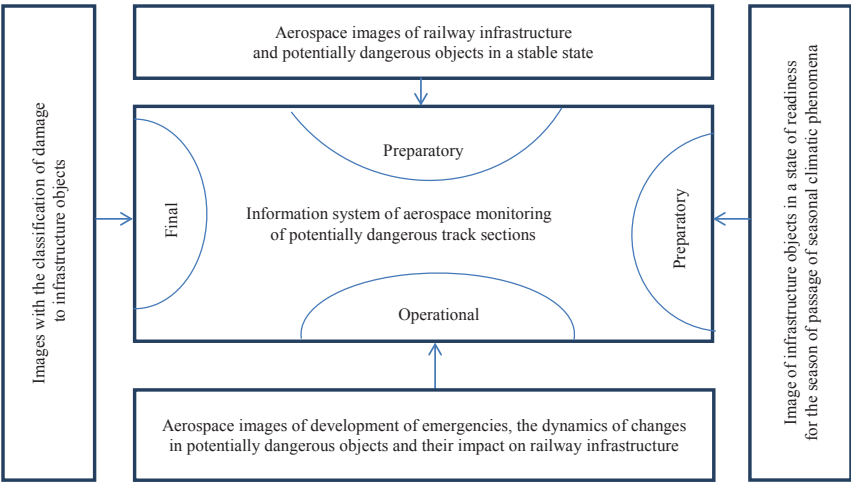 Aerospace images of railway infrastructure
and potentially dangerous objects in a stable state
Images with the classification of damage
to infrastructure objects
Preparatory
Final
Information system of aerospace monitoring
of potentially dangerous track sections
Preparatory
Operational
Image of infrastructure objects in a state of readiness
for the season of passage of seasonal climatic phenomena
Aerospace images of development of emergencies, the dynamics of changes
in potentially dangerous objects and their impact on railway infrastructure